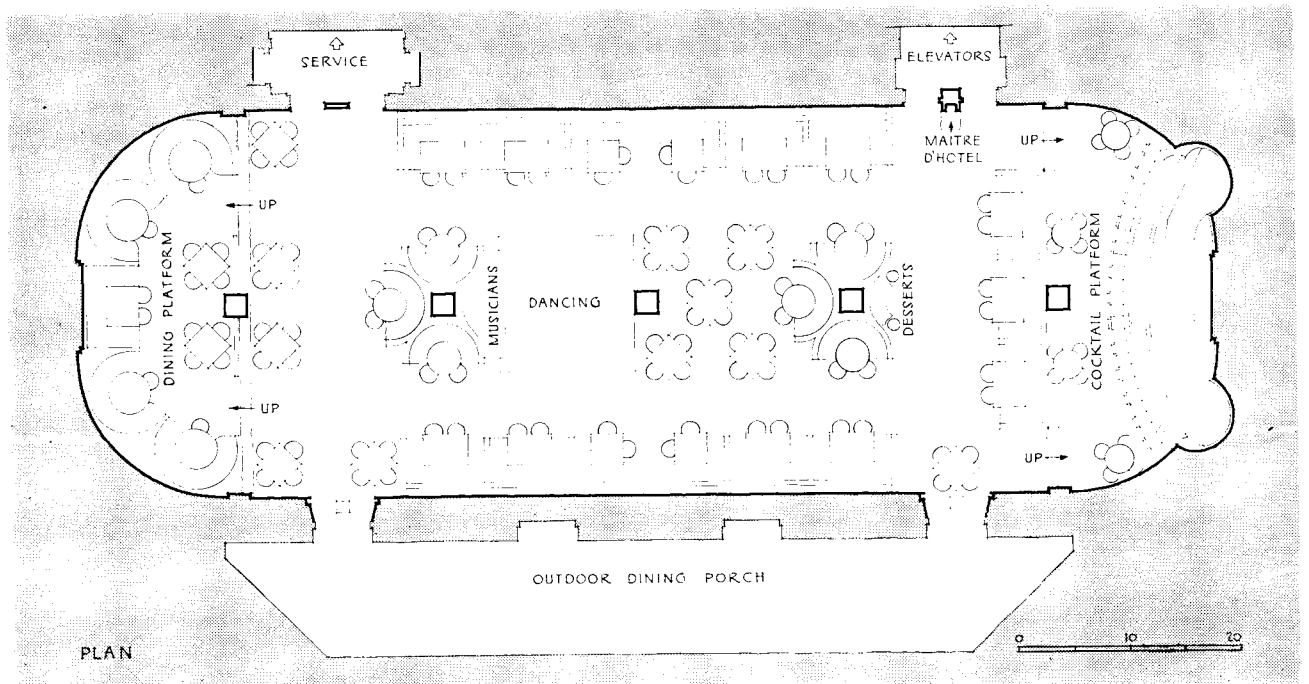 SERVICE
ELEVATORS
MAITRE
D'HOTEL
UP
UP
DINING PLATFORM
MUSICIANS
DANCING
DESSERTS
COCKTAIL PLATFORM
UP
UP
OUTDOOR DINING PORCH
PLAN
0 10 20